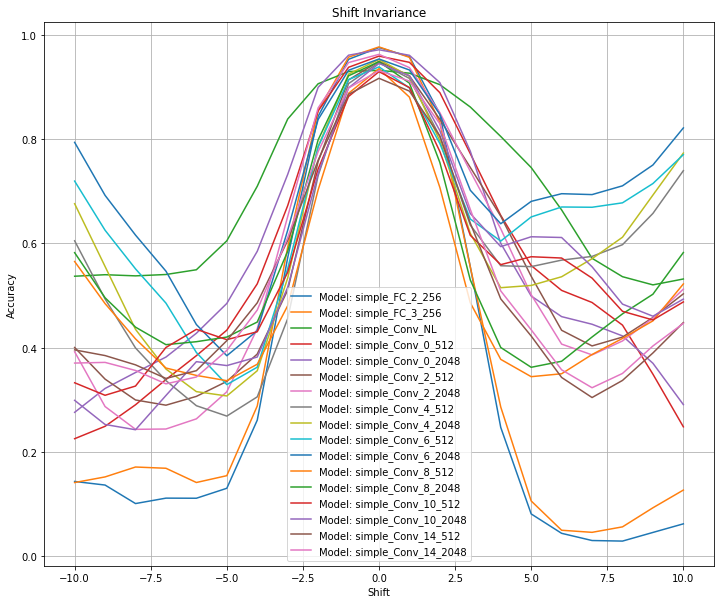 Shift Invariance
1.0
0.8
0.6
0.4
0.2
0.0
Accuracy
Model: simple_FC_2_256
Model: simple_FC_3_256
Model: simple_Conv_NL
Model: simple_Conv_0_512
Model: simple_Conv_0_2048
Model: simple_Conv_2_512
Model: simple_Conv_2_2048
Model: simple_Conv_4_512
Model: simple_Conv_4_2048
Model: simple_Conv_6_512
Model: simple_Conv_6_2048
Model: simple_Conv_8_512
Model: simple_Conv_8_2048
Model: simple_Conv_10_512
Model: simple_Conv_10_2048
Model: simple_Conv_14_512
Model: simple_Conv_14_2048
−10.0 −7.5 −5.0 −2.5 0.0 2.5 5.0 7.5 10.0
Shift